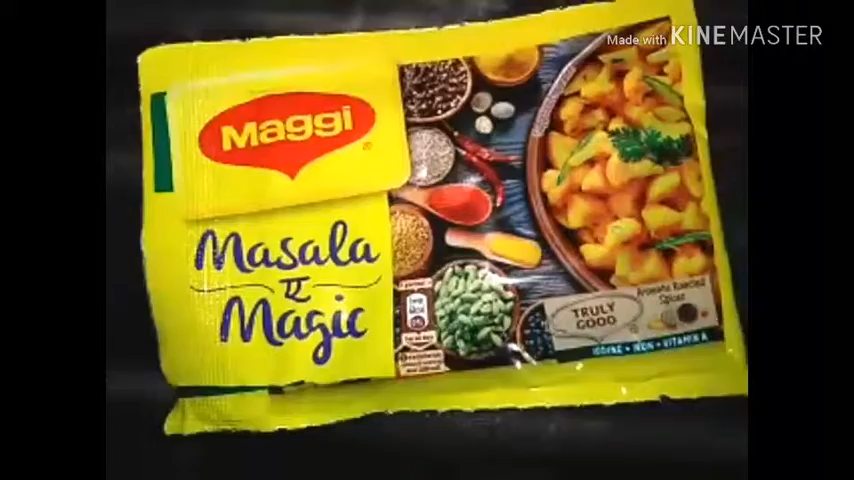 Made with KINEMASTER
Maggi
Masala
ए
Magic
TRULY
GOOD
Aromatic Roasted
Spices
IODINE • IRON • VITAMIN A